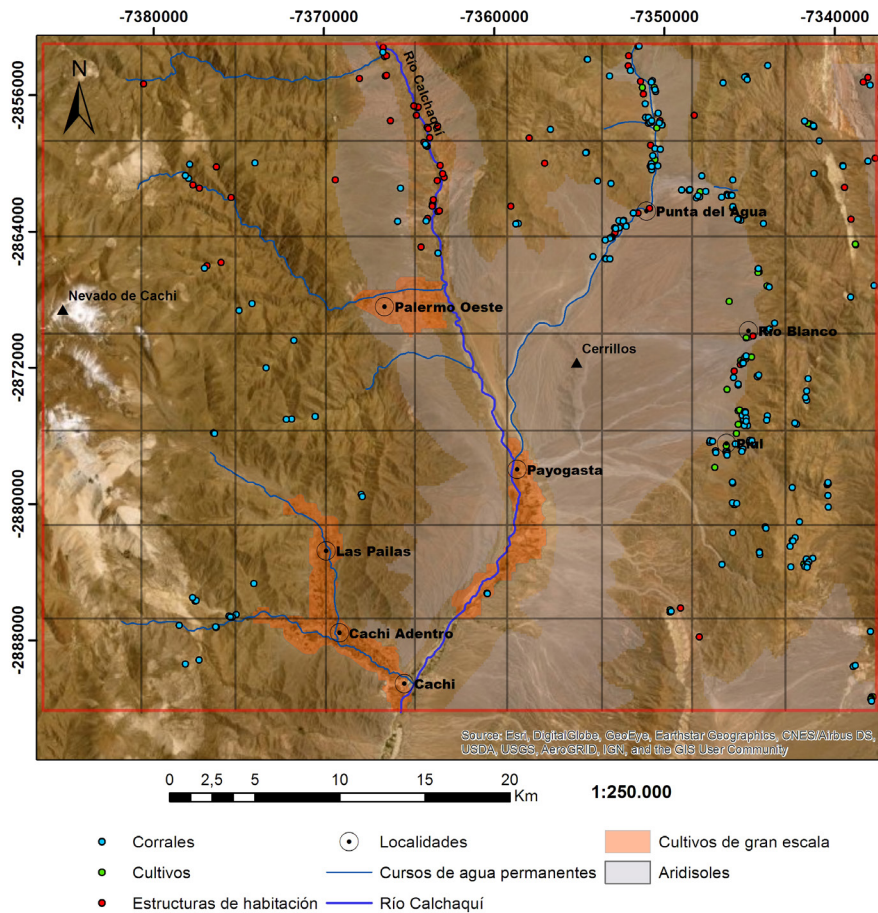 -7380000 -7370000 -7360000 -7350000 -7340000
-2856000
-2864000
-2872000
-2880000
-2888000
N
Río Calchaquí
Punta del Agua
Nevado de Cachi
Palermo Oeste
Río Blanco
Cerrillos
Piul
Payogasta
Las Pailas
Cachi Adentro
Cachi
Source: Esri, DigitalGlobe, GeoEye, Earthstar Geographics, CNES/Airbus DS,
USDA, USGS, AeroGRID, IGN, and the GIS User Community
0 2,5 5 10 15 20
Km
1:250.000
Corrales Localidades Cultivos de gran escala
Cultivos Cursos de agua permanentes Aridisoles
Estructuras de habitación Río Calchaquí